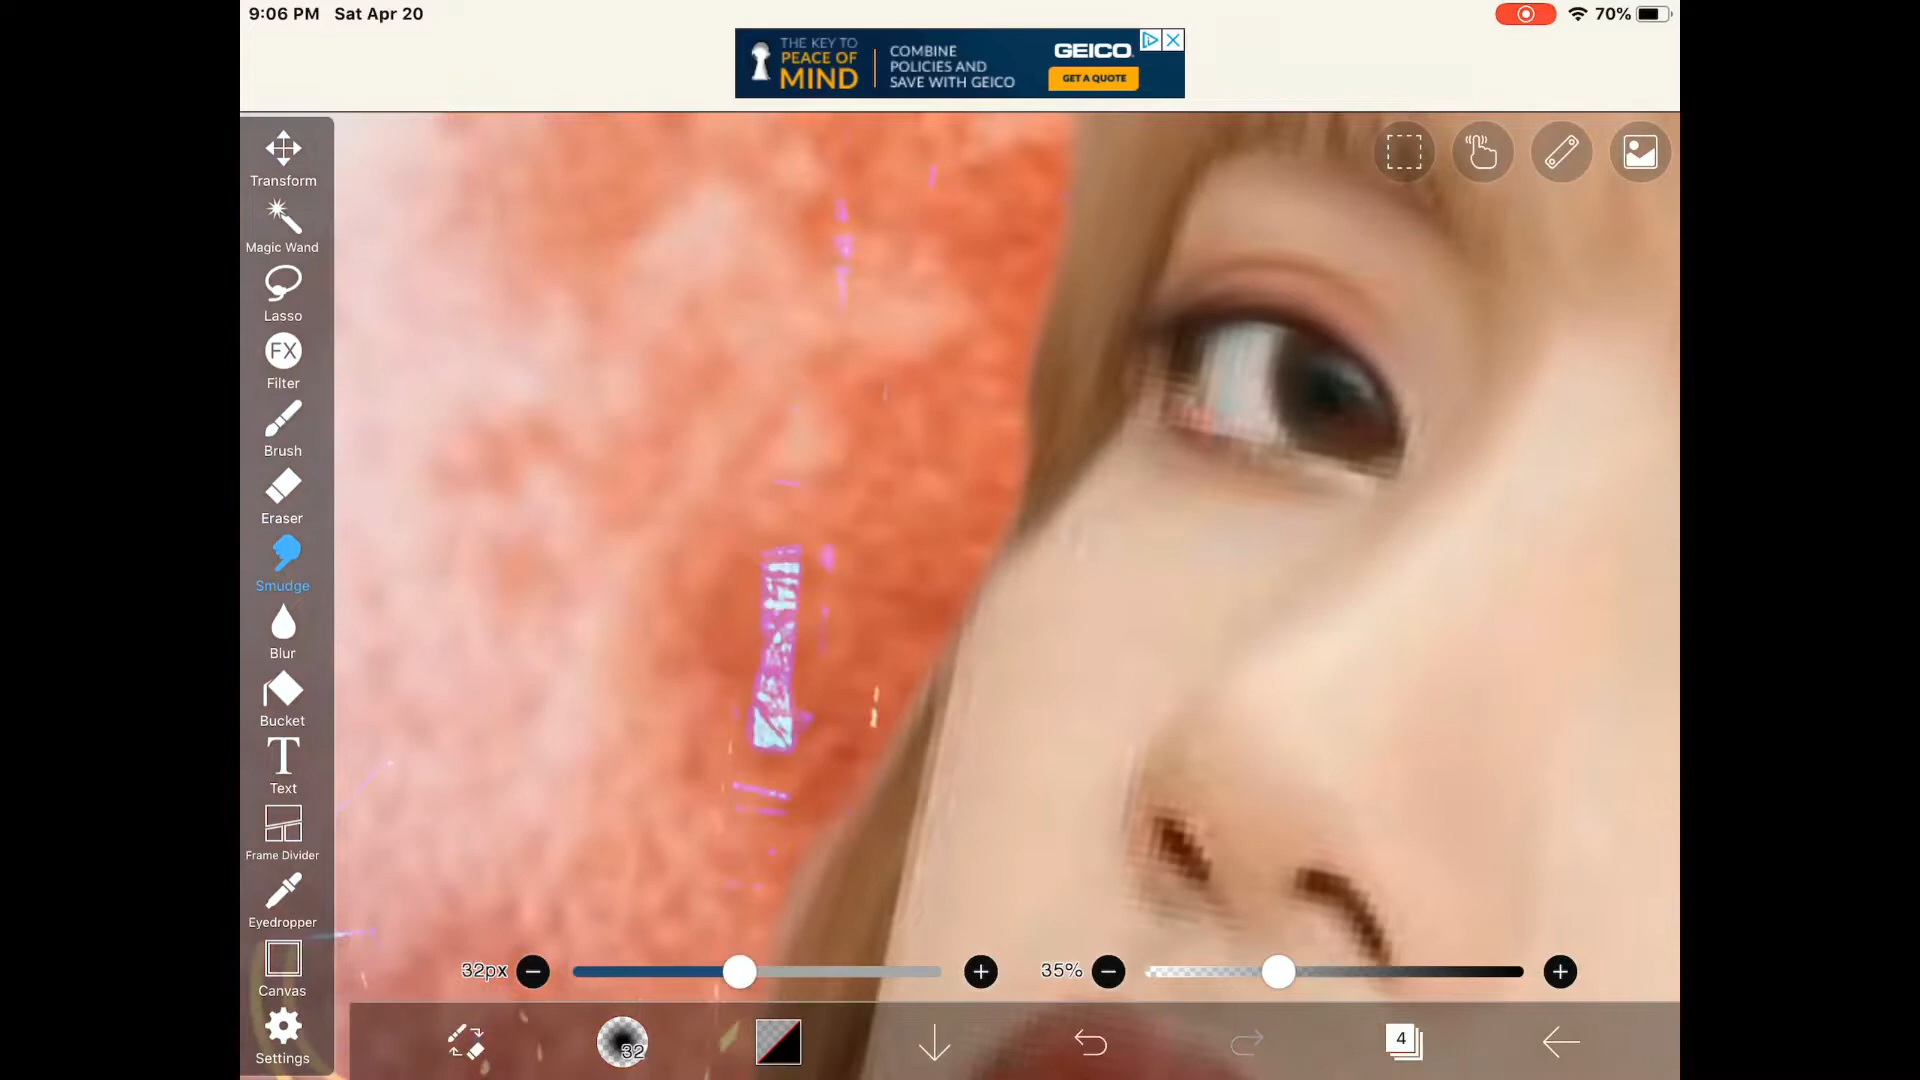 9:06 PM Sat Apr 20
70%
THE KEY TO
PEACE OF
MIND
COMBINE
POLICIES AND
SAVE WITH GEICO
GEICO
GET A QUOTE
Transform
Magic Wand
Lasso
FX
Filter
Brush
Eraser
Smudge
Blur
Bucket
T
Text
Frame Divider
Eyedropper
Canvas
Settings
32px
35%
32
4